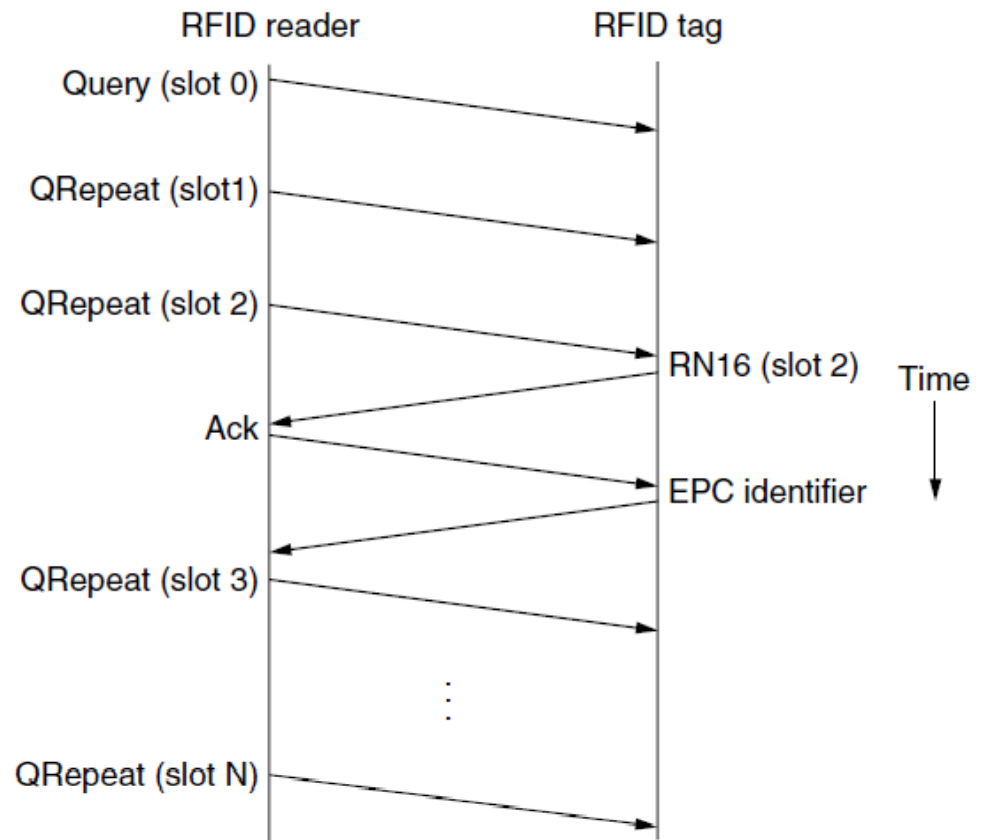 RFID reader
RFID tag
Query (slot 0)
QRepeat (slot1)
QRepeat (slot 2)
RN16 (slot 2)
Time
Ack
EPC identifier
QRepeat (slot 3)
QRepeat (slot N)